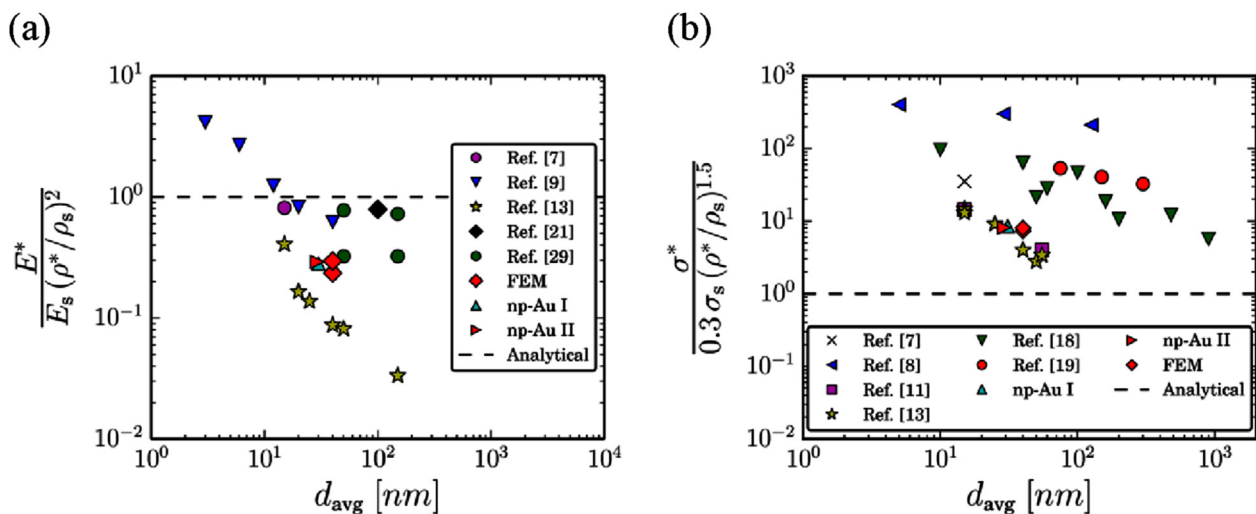 (a)
E*
E_s (ρ*/ρ_s)^2
10^1
10^0
10^-1
10^-2
10^0 10^1 10^2 10^3 10^4
d_avg [nm]
Ref. [7]
Ref. [9]
Ref. [13]
Ref. [21]
Ref. [29]
FEM
np-Au I
np-Au II
Analytical
(b)
σ*
0.3 σ_s (ρ*/ρ_s)^1.5
10^3
10^2
10^1
10^0
10^-1
10^-2
10^0 10^1 10^2 10^3
d_avg [nm]
Ref. [7] Ref. [18] np-Au II
Ref. [8] Ref. [19] FEM
Ref. [11] np-Au I Analytical
Ref. [13]